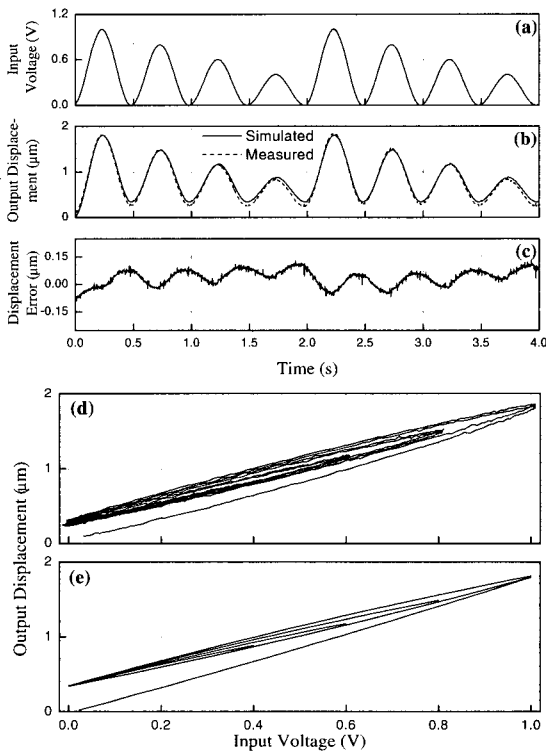 1.2
0.6
0.0
Input
Voltage (V)
(a)
2
1
0
Output Displace-
ment (µm)
Simulated
Measured
(b)
0.15
0.00
-0.15
Displacement
Error (µm)
(c)
0.0 0.5 1.0 1.5 2.0 2.5 3.0 3.5 4.0
Time (s)
(d)
2
1
0
(e)
2
1
0
Output Displacement (µm)
0.0 0.2 0.4 0.6 0.8 1.0
Input Voltage (V)